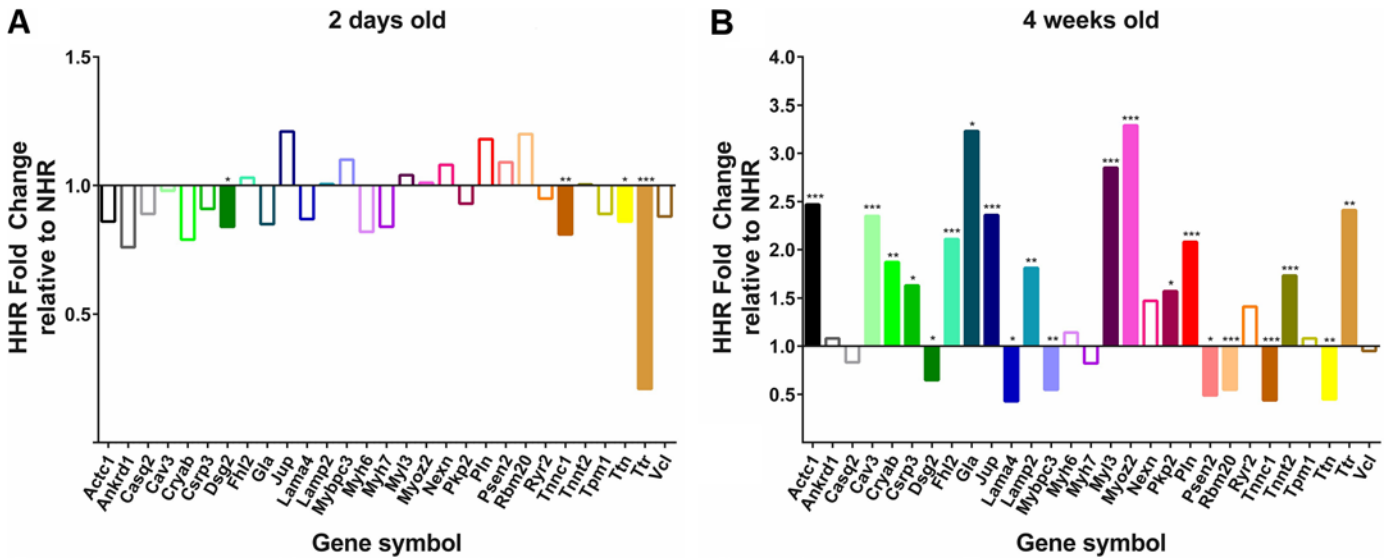 A
2 days old
HHR Fold Change
relative to NHR
1.5
1.0
0.5
*
**
*
***
Actc1
Ankrd1
Casq2
Cav3
Cryab
Csrp3
Dsg2
Fhl2
Gla
Jup
Lama4
Lamp2
Mybpc3
Myh6
Myh7
Myl3
Myoz2
Nexn
Pkp2
Pln
Psen2
Rbm20
Ryr2
Tnnc1
Tnnt2
Tpm1
Ttn
Ttr
Vcl
Gene symbol
B
4 weeks old
HHR Fold Change
relative to NHR
4.0
3.5
3.0
2.5
2.0
1.5
1.0
0.5
***
***
**
*
*
***
*
***
*
**
**
***
***
*
***
*
***
***
***
**
**
Actc1
Ankrd1
Casq2
Cav3
Cryab
Csrp3
Dsg2
Fhl2
Gla
Jup
Lama4
Lamp2
Mybpc3
Myh6
Myh7
Myl3
Myoz2
Nexn
Pkp2
Pln
Psen2
Rbm20
Ryr2
Tnnc1
Tnnt2
Tpm1
Ttn
Ttr
Vcl
Gene symbol